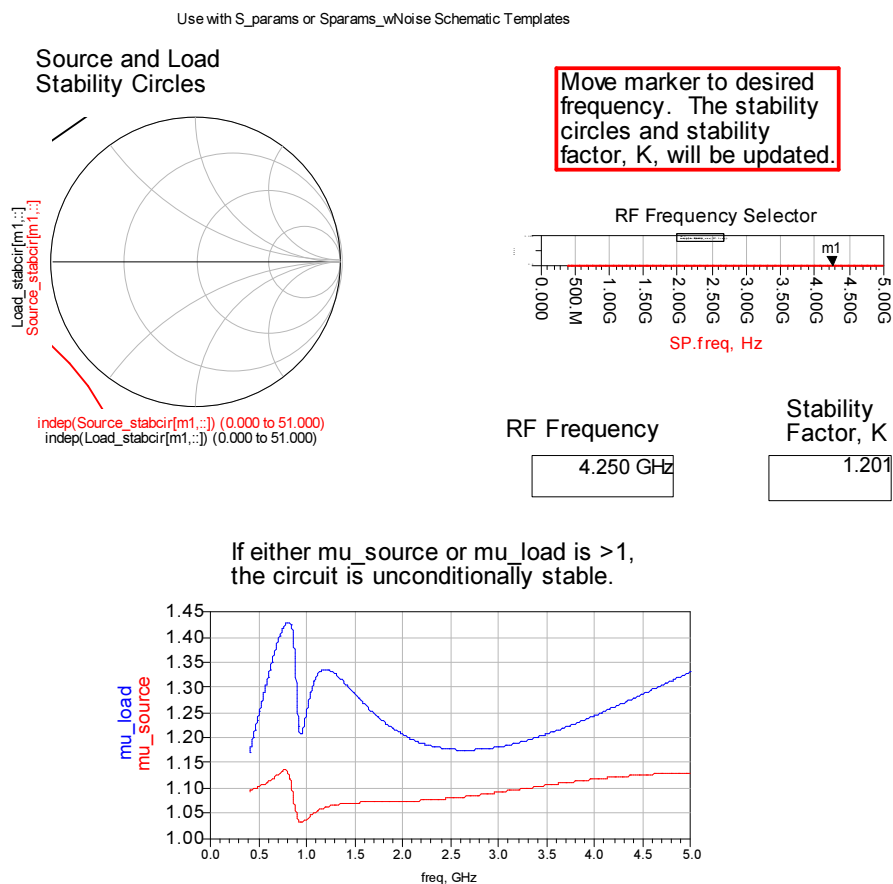 Use with S_params or Sparams_wNoise Schematic Templates
Source and Load
Stability Circles
Load_stabcir[m1,::]
Source_stabcir[m1,::]
indep(Source_stabcir[m1,::]) (0.000 to 51.000)
indep(Load_stabcir[m1,::]) (0.000 to 51.000)
Move marker to desired
frequency. The stability
circles and stability
factor, K, will be updated.
RF Frequency Selector
m1
0.000
500.M
1.00G
1.50G
2.00G
2.50G
3.00G
3.50G
4.00G
4.50G
5.00G
SP.freq, Hz
RF Frequency
4.250 GHz
Stability
Factor, K
1.201
If either mu_source or mu_load is >1,
the circuit is unconditionally stable.
mu_load
mu_source
1.45
1.40
1.35
1.30
1.25
1.20
1.15
1.10
1.05
1.00
0.0 0.5 1.0 1.5 2.0 2.5 3.0 3.5 4.0 4.5 5.0
freq, GHz